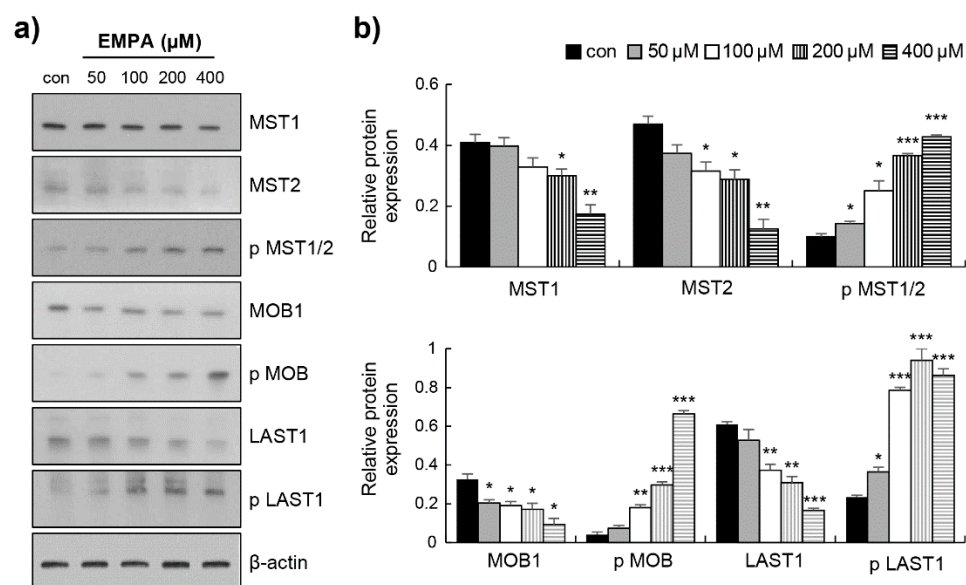 a)
EMPA (µM)
con 50 100 200 400
MST1
MST2
p MST1/2
MOB1
p MOB
LAST1
p LAST1
β-actin
b)
con 50 µM 100 µM 200 µM 400 µM
Relative protein
expression
0.6
0.4
0.2
0
* ** * * ** * * *** ***
MST1 MST2 p MST1/2
Relative protein
expression
1
0.8
0.6
0.4
0.2
0
* * * * ** *** *** ** ** *** * *** *** ***
MOB1 p MOB LAST1 p LAST1